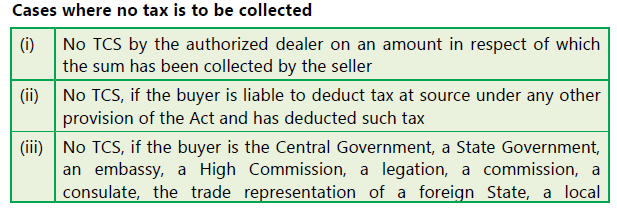 Cases where no tax is to be collected
(i) No TCS by the authorized dealer on an amount in respect of which
the sum has been collected by the seller
(ii) No TCS, if the buyer is liable to deduct tax at source under any other
provision of the Act and has deducted such tax
(iii) No TCS, if the buyer is the Central Government, a State Government,
an embassy, a High Commission, a legation, a commission, a
consulate, the trade representation of a foreign State, a local